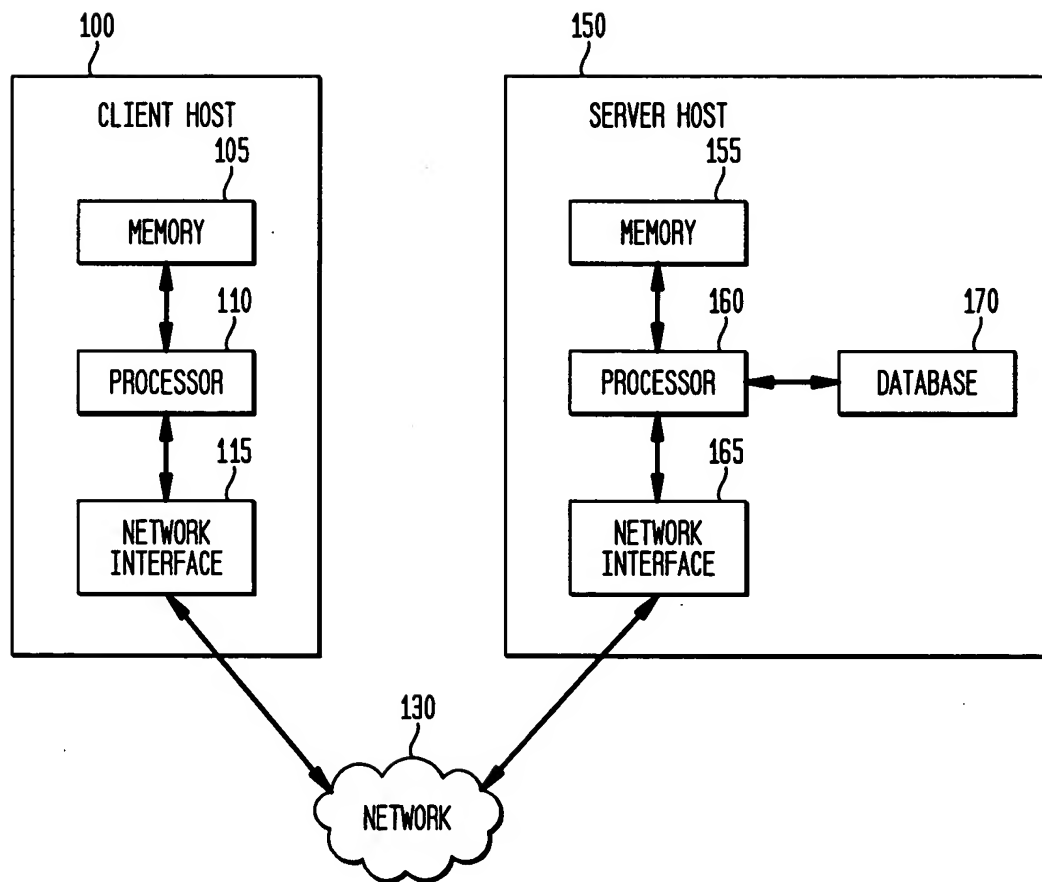 100
CLIENT HOST
105
MEMORY
110
PROCESSOR
115
NETWORK
INTERFACE
150
SERVER HOST
155
MEMORY
160
PROCESSOR
170
DATABASE
165
NETWORK
INTERFACE
130
NETWORK